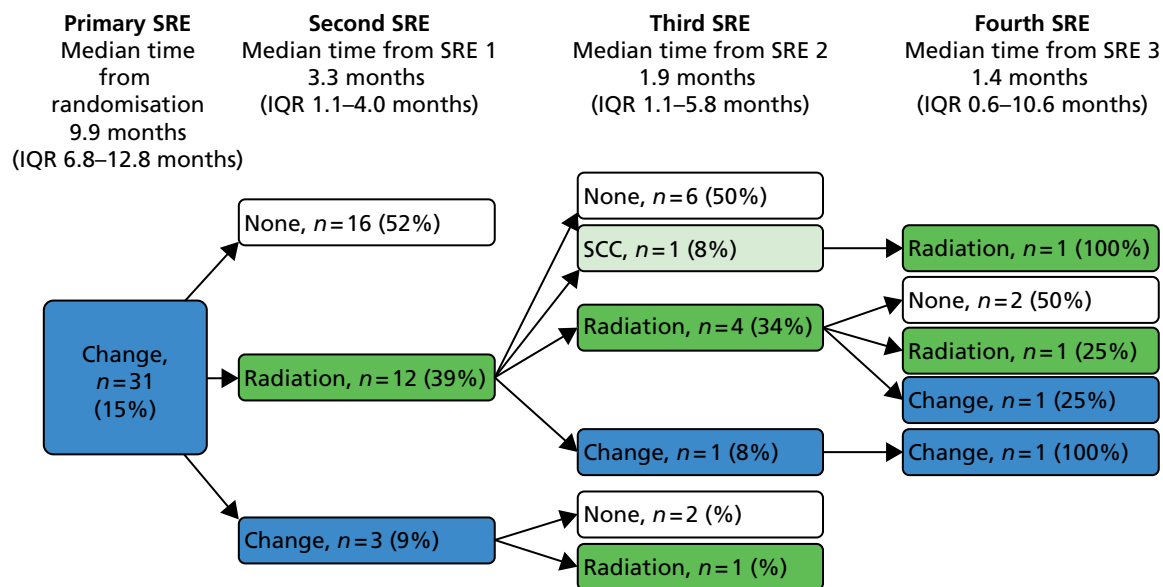 Primary SRE
Median time
from
randomisation
9.9 months
(IQR 6.8–12.8 months)
Second SRE
Median time from SRE 1
3.3 months
(IQR 1.1–4.0 months)
Third SRE
Median time from SRE 2
1.9 months
(IQR 1.1–5.8 months)
Fourth SRE
Median time from SRE 3
1.4 months
(IQR 0.6–10.6 months)
Change,
n=31
(15%)
None, n=16 (52%)
Radiation, n=12 (39%)
Change, n=3 (9%)
None, n=6 (50%)
SCC, n=1 (8%)
Radiation, n=4 (34%)
Change, n=1 (8%)
None, n=2 (%)
Radiation, n=1 (%)
Radiation, n=1 (100%)
None, n=2 (50%)
Radiation, n=1 (25%)
Change, n=1 (25%)
Change, n=1 (100%)